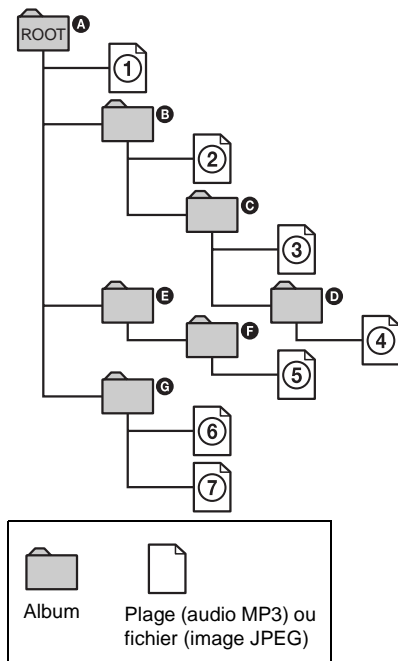 ROOT A
1
B
2
C
3
E D
F 4
5
G
6
7
Album
Plage (audio MP3) ou
fichier (image JPEG)